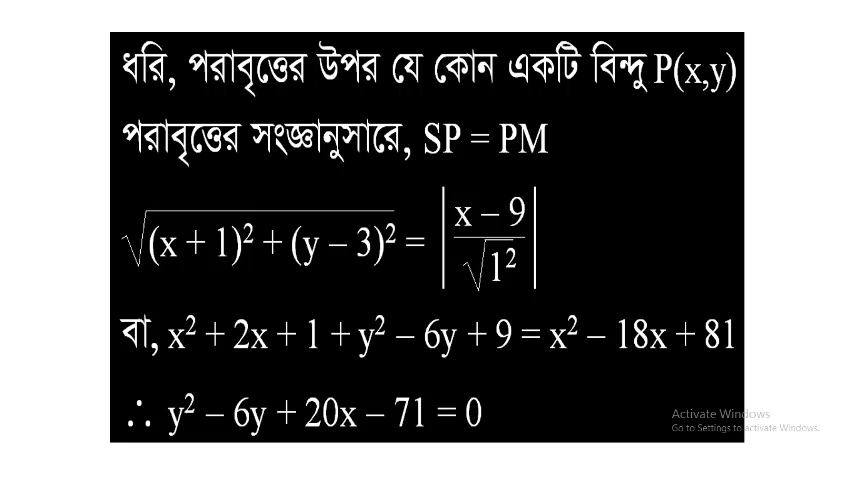 ধরি, পরাবৃত্তের উপর যে কোন একটি বিন্দু P(x,y)
পরাবৃত্তের সংজ্ঞানুসারে, SP = PM
√((x + 1)² + (y – 3)²) = |(x – 9)/√(1²)|
বা, x² + 2x + 1 + y² – 6y + 9 = x² – 18x + 81
∴ y² – 6y + 20x – 71 = 0
Activate Windows
Go to Settings to activate Windows.